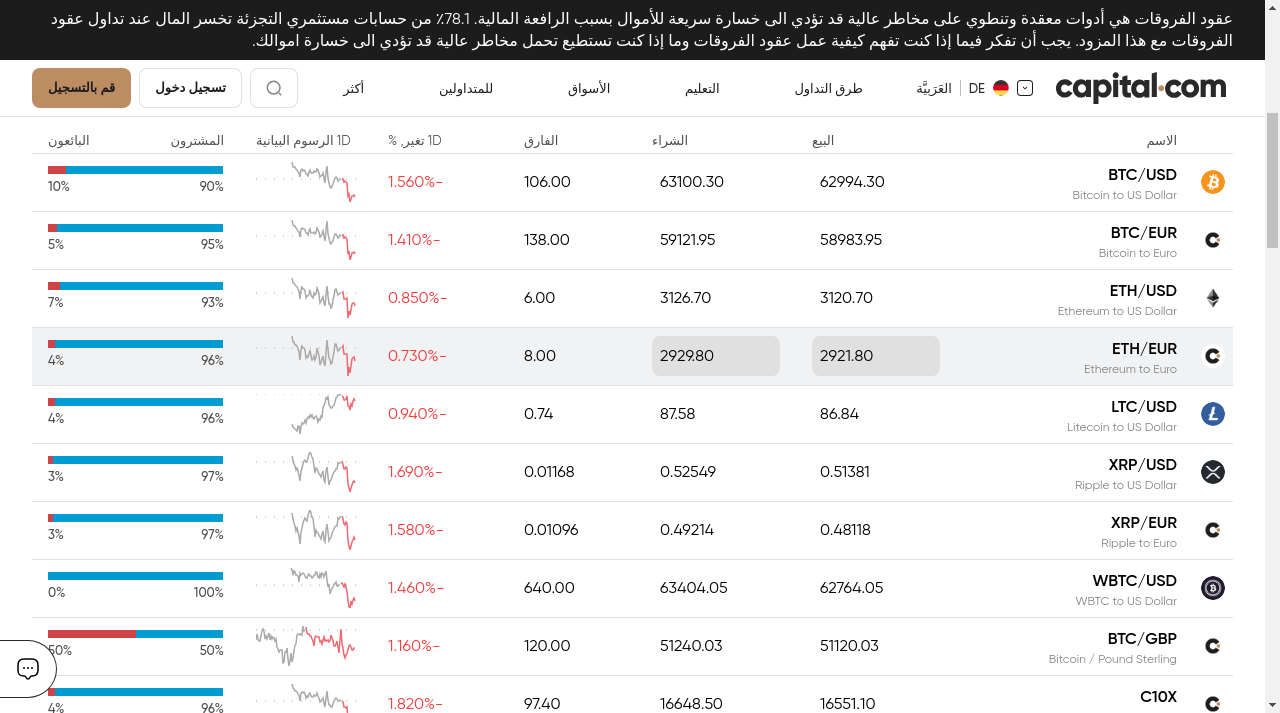 عقود الفروقات هي أدوات معقدة وتنطوي على مخاطر عالية قد تؤدي الى خسارة سريعة للأموال بسبب الرافعة المالية. 78.1٪ من حسابات مستثمري التجزئة تخسر المال عند تداول عقود
الفروقات مع هذا المزود. يجب أن تفكر فيما إذا كنت تفهم كيفية عمل عقود الفروقات وما إذا كنت تستطيع تحمل مخاطر عالية قد تؤدي الى خسارة اموالك.
capital.com DE العَرَبيَّة طرق التداول التعليم الأسواق للمتداولين أكثر تسجيل دخول قم بالتسجيل
الاسم البيع الشراء الفارق 1D تغير, % 1D الرسوم البيانية المشترون البائعون
BTC/USD 62994.30 63100.30 106.00 -1.560%
Bitcoin to US Dollar 90% 10%
BTC/EUR 58983.95 59121.95 138.00 -1.410%
Bitcoin to Euro 95% 5%
ETH/USD 3120.70 3126.70 6.00 -0.850%
Ethereum to US Dollar 93% 7%
ETH/EUR 2921.80 2929.80 8.00 -0.730%
Ethereum to Euro 96% 4%
LTC/USD 86.84 87.58 0.74 -0.940%
Litecoin to US Dollar 96% 4%
XRP/USD 0.51381 0.52549 0.01168 -1.690%
Ripple to US Dollar 97% 3%
XRP/EUR 0.48118 0.49214 0.01096 -1.580%
Ripple to Euro 97% 3%
WBTC/USD 62764.05 63404.05 640.00 -1.460%
WBTC to US Dollar 100% 0%
BTC/GBP 51120.03 51240.03 120.00 -1.160%
Bitcoin / Pound Sterling 50% 50%
C10X 16551.10 16648.50 97.40 -1.820%
96% 4%